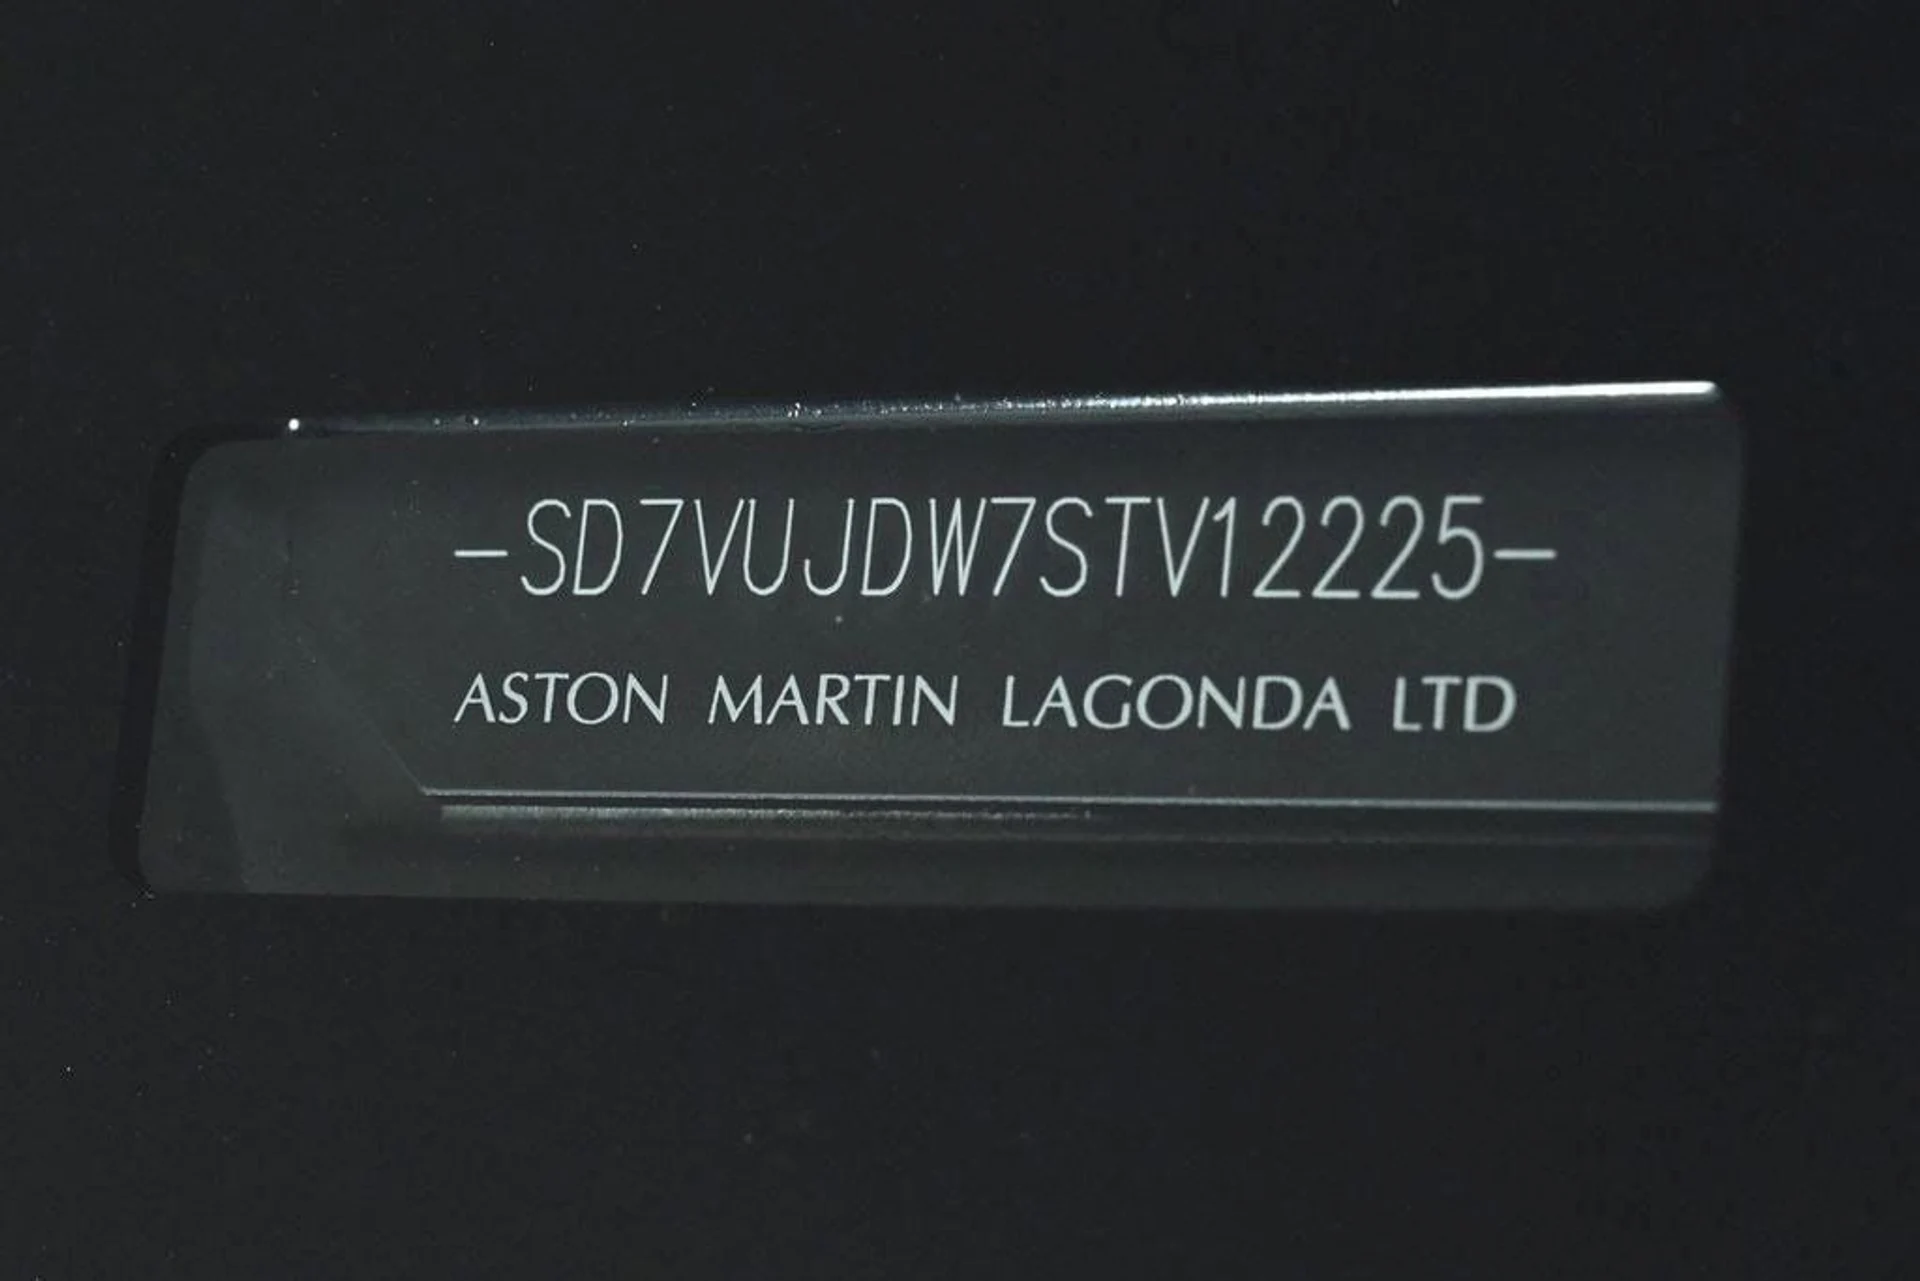 -SD7VUJDW7STV12225-
ASTON MARTIN LAGONDA LTD